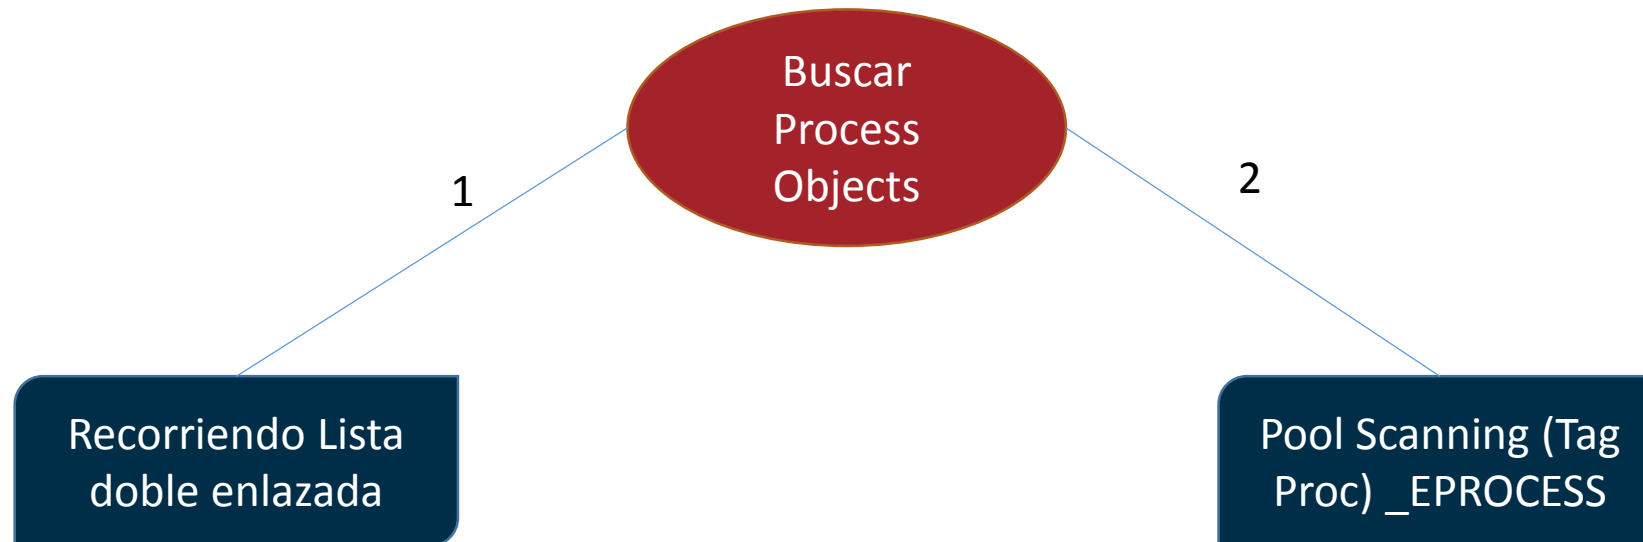 Buscar
Process
Objects
1
2
Recorriendo Lista
doble enlazada
Pool Scanning (Tag
Proc) _EPROCESS